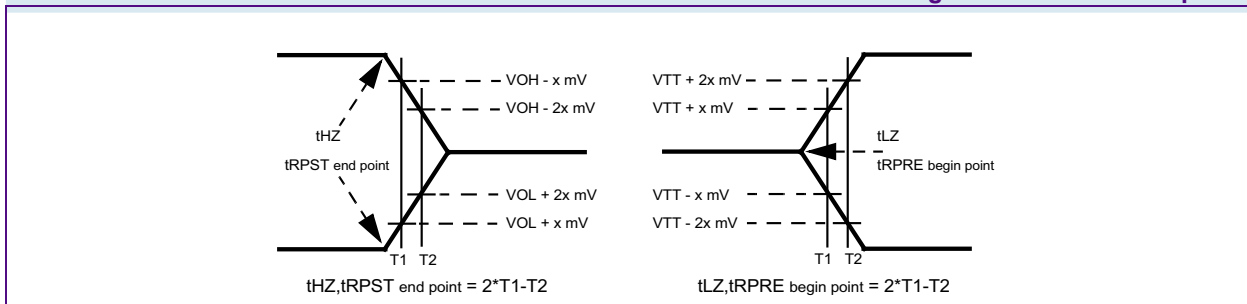 VOH - x mV
VOH - 2x mV
tHZ
tRPST end point
VOL + 2x mV
VOL + x mV
T1 T2
tHZ,tRPST end point = 2*T1-T2
VTT + 2x mV
VTT + x mV
tLZ
tRPRE begin point
VTT - x mV
VTT - 2x mV
T1 T2
tLZ,tRPRE begin point = 2*T1-T2